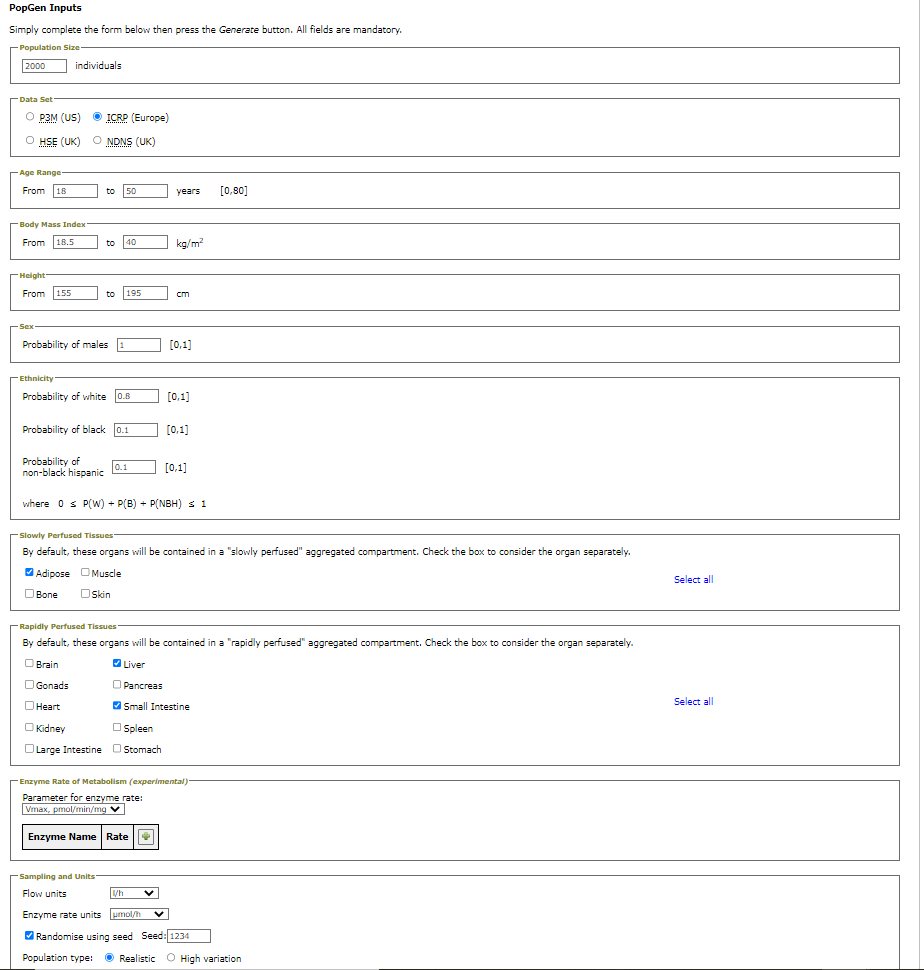 PopGen Inputs
Simply complete the form below then press the Generate button. All fields are mandatory.
Population Size
2000 individuals
Data Set
P3M (US) ICRP (Europe)
HSE (UK) NDNS (UK)
Age Range
From 18 to 50 years [0,80]
Body Mass Index
From 18.5 to 40 kg/m²
Height
From 155 to 195 cm
Sex
Probability of males 1 [0,1]
Ethnicity
Probability of white 0.8 [0,1]
Probability of black 0.1 [0,1]
Probability of
non-black hispanic 0.1 [0,1]
where 0 ≤ P(W) + P(B) + P(NBH) ≤ 1
Slowly Perfused Tissues
By default, these organs will be contained in a "slowly perfused" aggregated compartment. Check the box to consider the organ separately.
Adipose Muscle
Select all
Bone Skin
Rapidly Perfused Tissues
By default, these organs will be contained in a "rapidly perfused" aggregated compartment. Check the box to consider the organ separately.
Brain Liver
Gonads Pancreas
Heart Small Intestine
Select all
Kidney Spleen
Large Intestine Stomach
Enzyme Rate of Metabolism (experimental)
Parameter for enzyme rate:
Vmax, pmol/min/mg
Enzyme Name Rate
Sampling and Units
Flow units l/h
Enzyme rate units µmol/h
Randomise using seed Seed: 1234
Population type: Realistic High variation